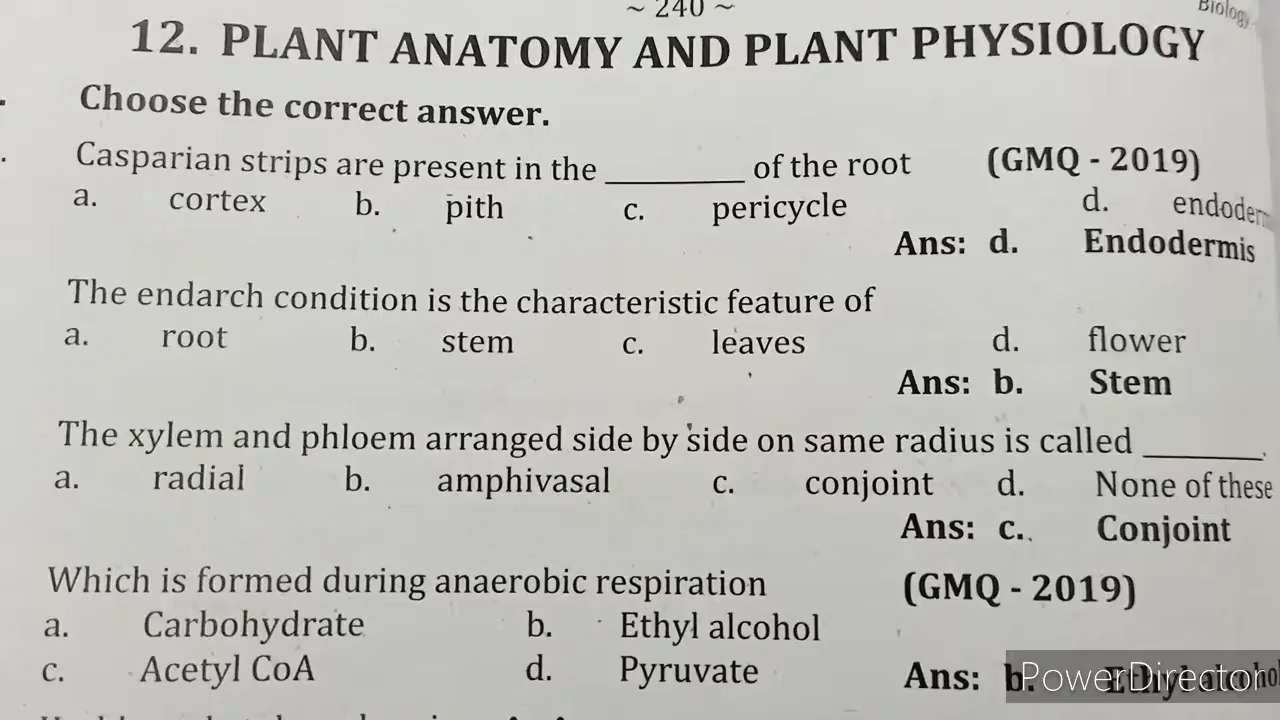 ~ 240 ~
Biology
12. PLANT ANATOMY AND PLANT PHYSIOLOGY
Choose the correct answer.
Casparian strips are present in the ________ of the root (GMQ - 2019)
a. cortex b. pith c. pericycle d. endoderm
Ans: d. Endodermis
The endarch condition is the characteristic feature of
a. root b. stem c. leaves d. flower
Ans: b. Stem
The xylem and phloem arranged side by side on same radius is called _______.
a. radial b. amphivasal c. conjoint d. None of these
Ans: c. Conjoint
Which is formed during anaerobic respiration (GMQ - 2019)
a. Carbohydrate b. Ethyl alcohol
c. Acetyl CoA d. Pyruvate Ans: b. Ethyl alcohol
PowerDirector